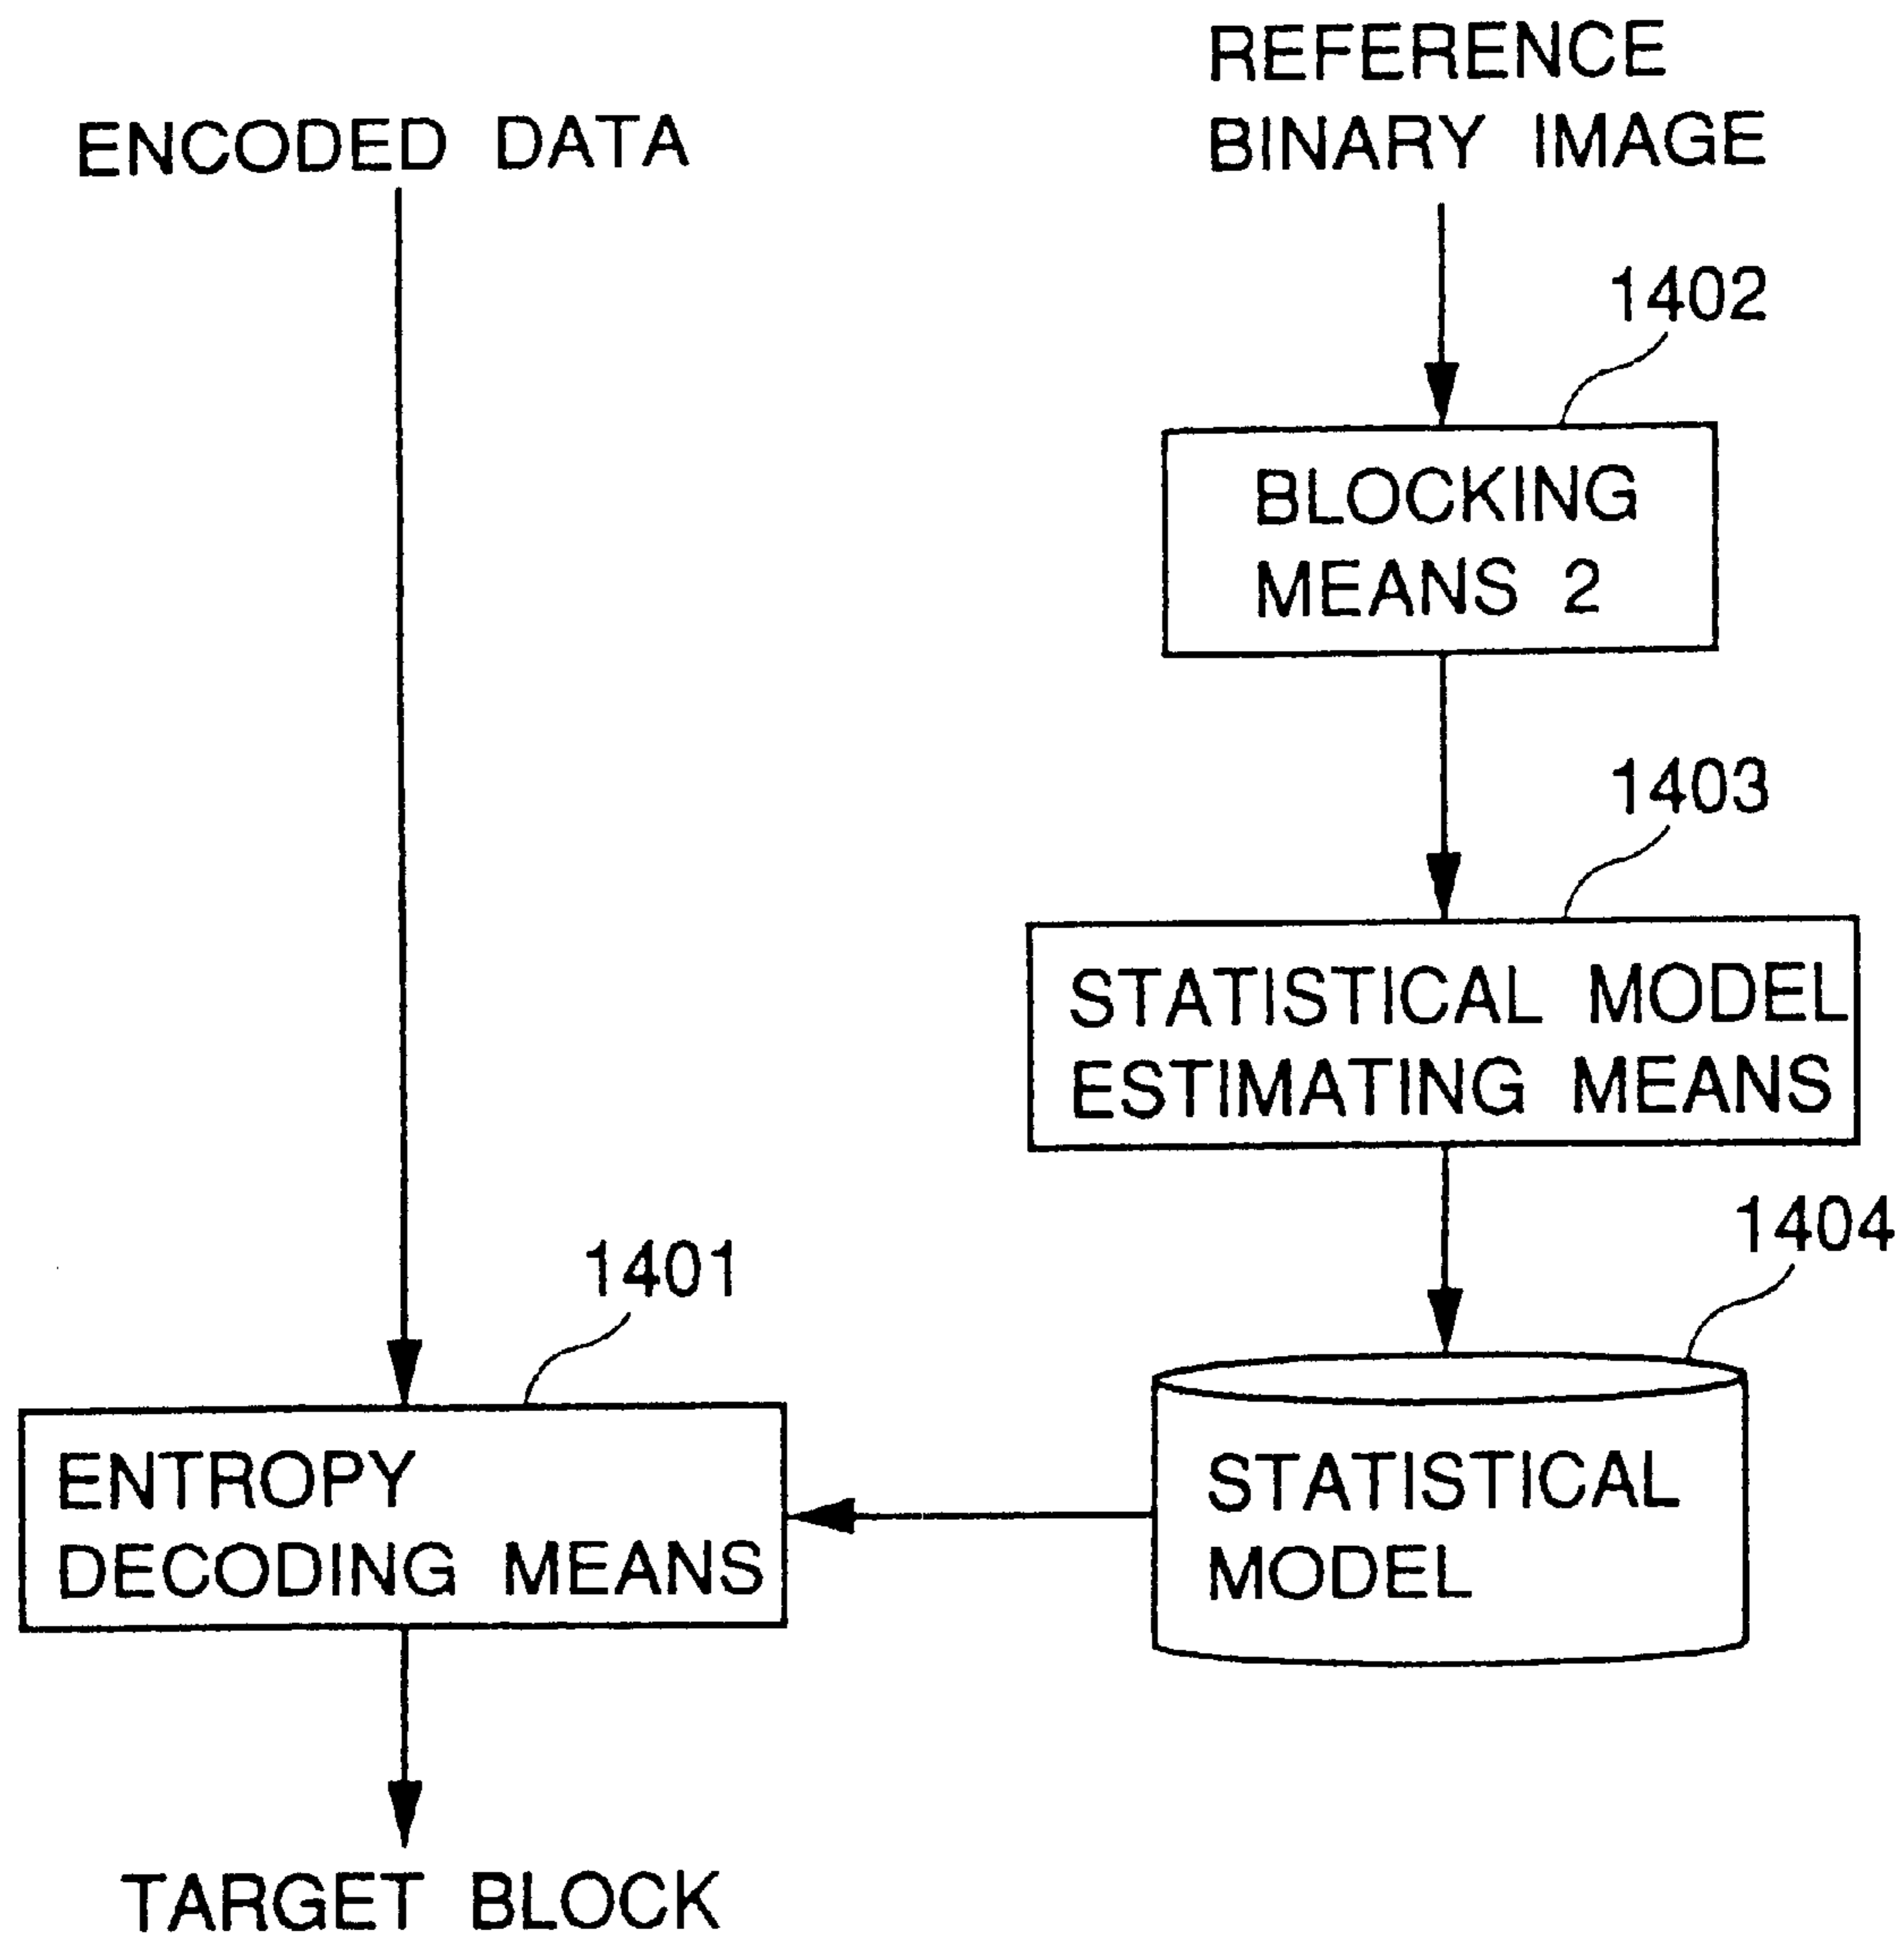 REFERENCE
BINARY IMAGE
ENCODED DATA
1402
BLOCKING
MEANS 2
1403
STATISTICAL MODEL
ESTIMATING MEANS
1404
1401
ENTROPY
DECODING MEANS
STATISTICAL
MODEL
TARGET BLOCK